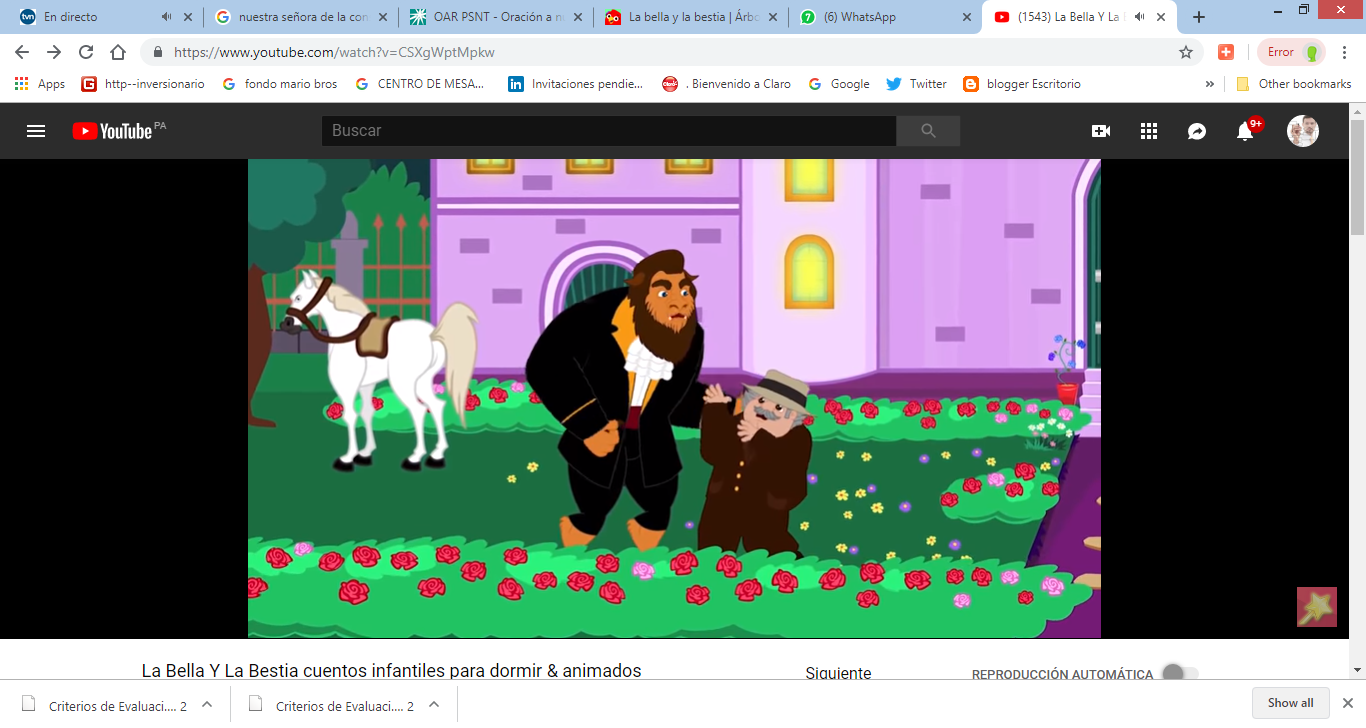 tvn En directo
nuestra señora de la con
OAR PSNT - Oración a n
La bella y la bestia | Árbo
(6) WhatsApp
(1543) La Bella Y La
https://www.youtube.com/watch?v=CSXgWptMpkw
Error
Apps
http--inversionario
fondo mario bros
CENTRO DE MESA...
Invitaciones pendie...
. Bienvenido a Claro
Google
Twitter
blogger Escritorio
»
Other bookmarks
YouTube PA
Buscar
9+
La Bella Y La Bestia cuentos infantiles para dormir & animados
Siguiente
REPRODUCCIÓN AUTOMÁTICA
Criterios de Evaluaci.... 2
Criterios de Evaluaci.... 2
Show all